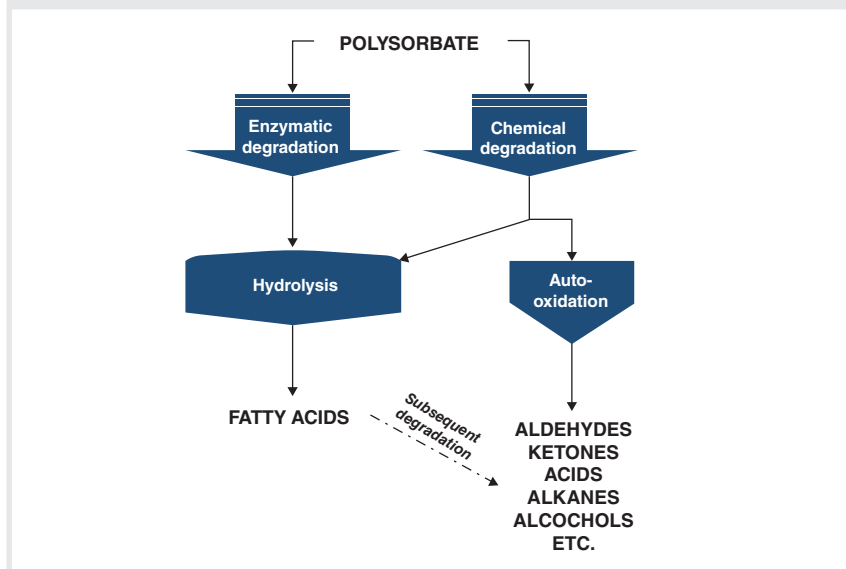 POLYSORBATE
Enzymatic
degradation
Chemical
degradation
Hydrolysis
Auto-
oxidation
FATTY ACIDS
Subsequent
degradation
ALDEHYDES
KETONES
ACIDS
ALKANES
ALCOCHOLS
ETC.